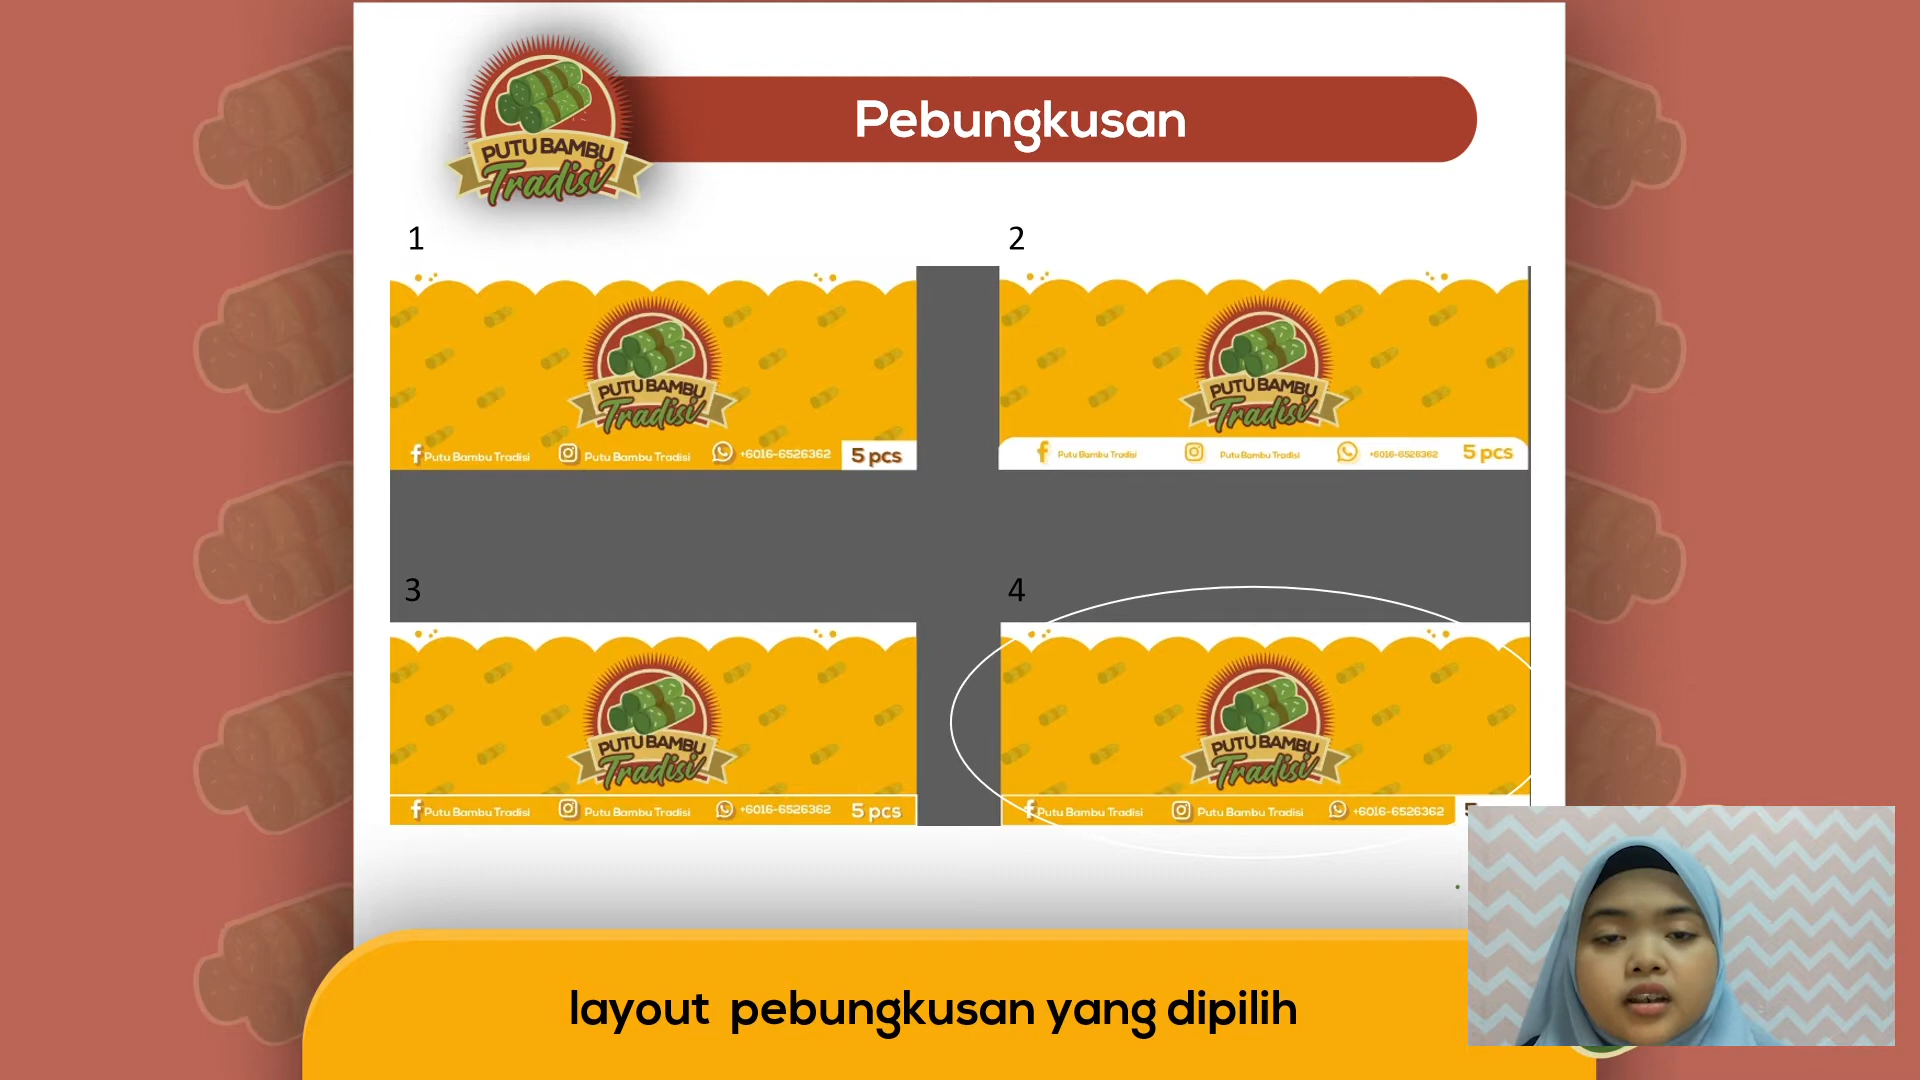 Pebungkusan
PUTU BAMBU
Tradisi
1
2
PUTU BAMBU
Tradisi
Putu Bambu Tradisi
Putu Bambu Tradisi
+6016-6526362
5 pcs
PUTU BAMBU
Tradisi
Putu Bambu Tradisi
Putu Bambu Tradisi
+6016-6526362
5 pcs
3
4
PUTU BAMBU
Tradisi
Putu Bambu Tradisi
Putu Bambu Tradisi
+6016-6526362
5 pcs
PUTU BAMBU
Tradisi
Putu Bambu Tradisi
Putu Bambu Tradisi
+6016-6526362
layout pebungkusan yang dipilih